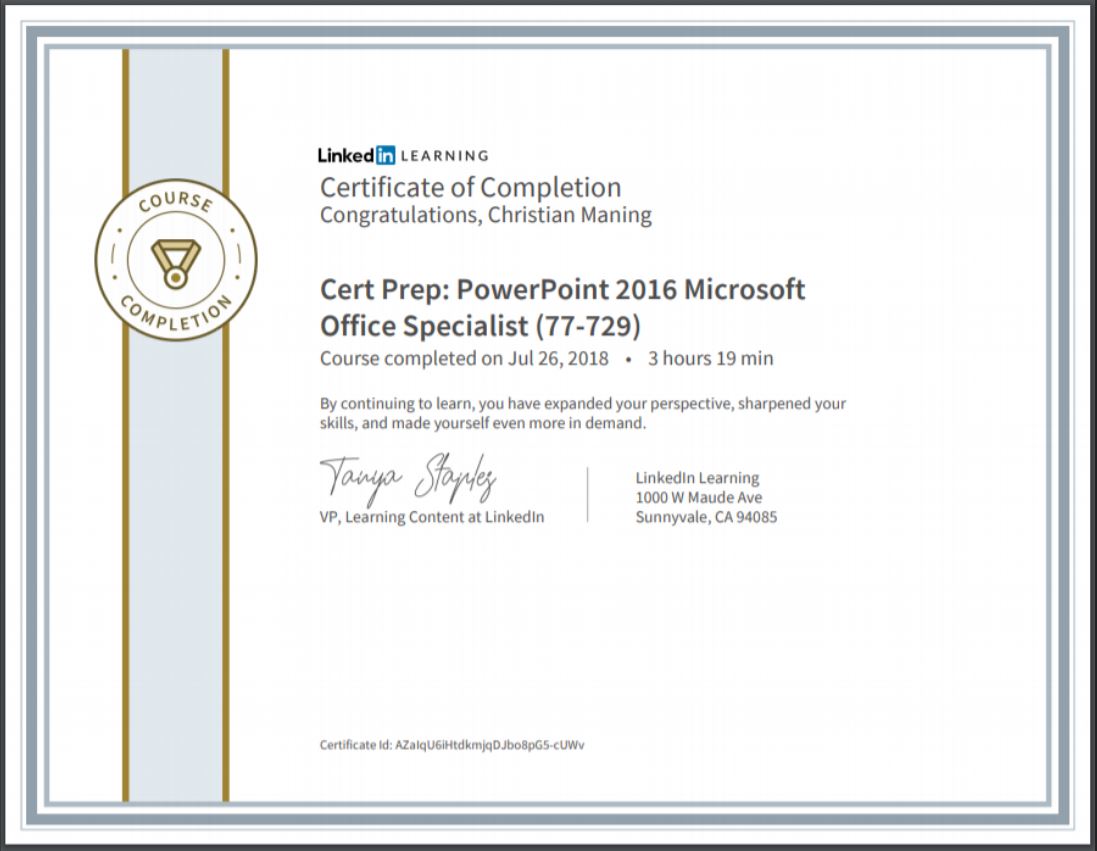 COURSE
COMPLETION
Linked in LEARNING
Certificate of Completion
Congratulations, Christian Maning
Cert Prep: PowerPoint 2016 Microsoft
Office Specialist (77-729)
Course completed on Jul 26, 2018 • 3 hours 19 min
By continuing to learn, you have expanded your perspective, sharpened your
skills, and made yourself even more in demand.
Tanya Staples
VP, Learning Content at LinkedIn
LinkedIn Learning
1000 W Maude Ave
Sunnyvale, CA 94085
Certificate Id: AZaIqU6iHtdkmjqDJbo8pG5-cUWv